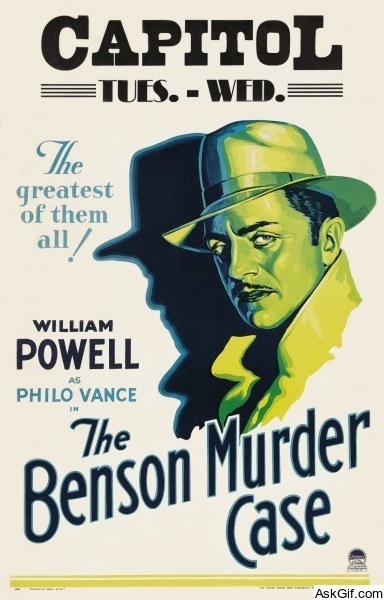 CAPITOL
TUES. - WED.
The
greatest
of them
all!
WILLIAM
POWELL
AS
PHILO VANCE
IN
The
Benson Murder
Case
AskGif.com